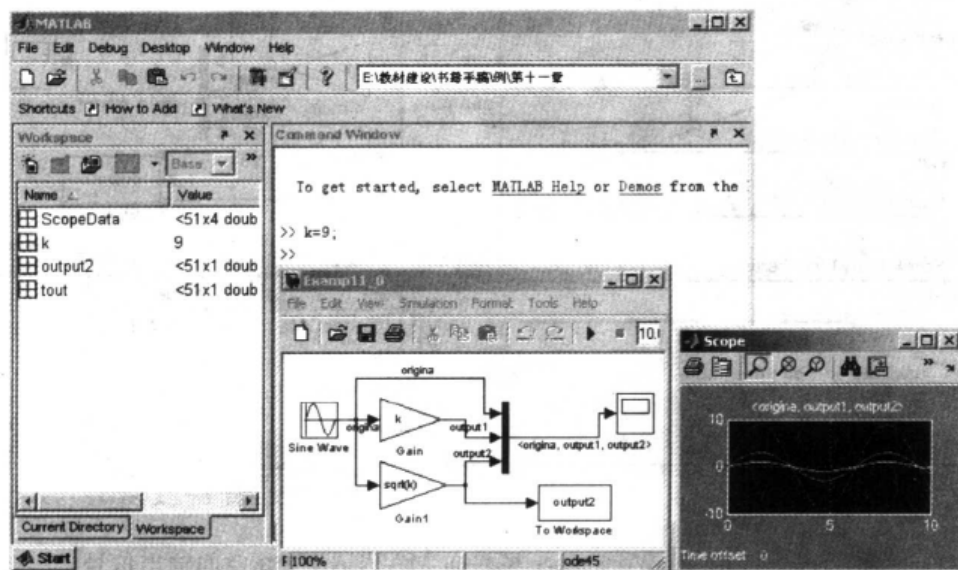 MATLAB
File Edit Debug Desktop Window Help
E:\教材建设\书籍手稿\例\第十一章
Shortcuts How to Add What's New
Workspace
Base
Name Value
ScopeData <51x4 doub
k 9
output2 <51x1 doub
tout <51x1 doub
Current Directory Workspace
Start
Command Window
To get started, select MATLAB Help or Demos from the
>> k=9;
>>
File Edit View Simulation Format Tools Help
10.
origina
Sine Wave
origina
k
Gain
output1
output2
<origina, output1, output2>
sqrt(k)
Gain1
output2
To Workspace
100%
ode45
Scope
<origina, output1, output2>
10
0
-10
0 5 10
Time offset 0